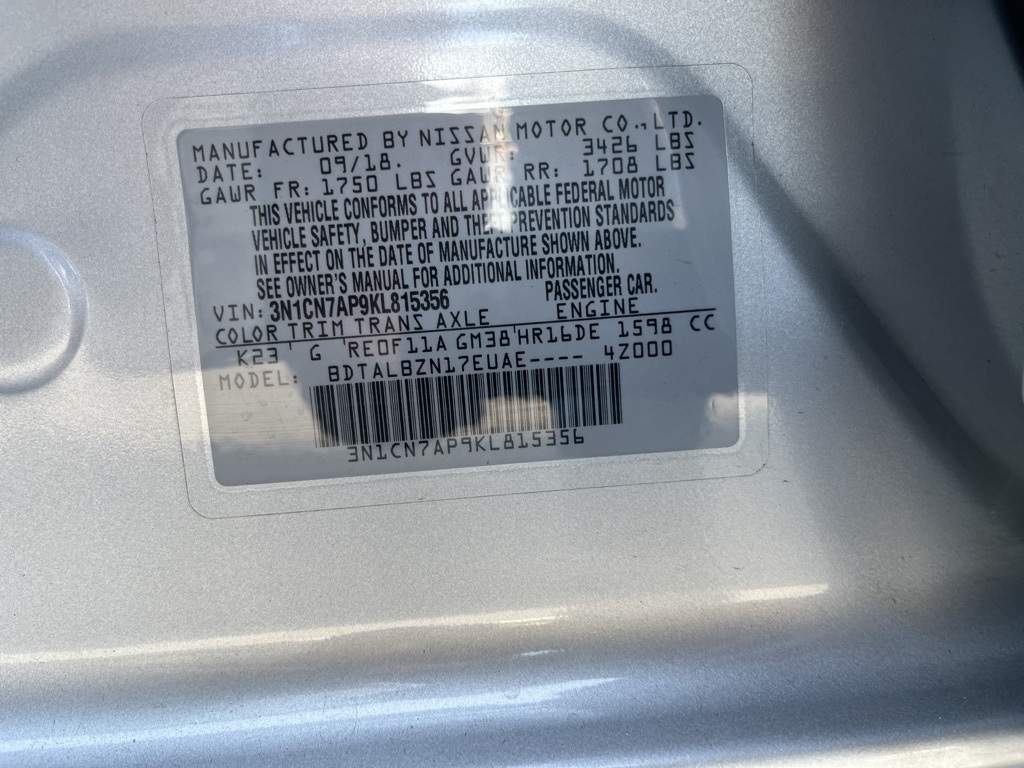 MANUFACTURED BY NISSAN MOTOR CO., LTD.
DATE: 09/18. GVWR: 3426 LBS
GAWR FR: 1750 LBS GAWR RR: 1708 LBS
THIS VEHICLE CONFORMS TO ALL APPLICABLE FEDERAL MOTOR
VEHICLE SAFETY, BUMPER AND THEFT PREVENTION STANDARDS
IN EFFECT ON THE DATE OF MANUFACTURE SHOWN ABOVE.
SEE OWNER'S MANUAL FOR ADDITIONAL INFORMATION.
VIN: 3N1CN7AP9KL815356 PASSENGER CAR.
COLOR TRIM TRANS AXLE ENGINE
K23 G RE0F11A GM38 HR16DE 1598 CC
MODEL: BDTALBZN17EUAE---- 4Z000
3N1CN7AP9KL815356